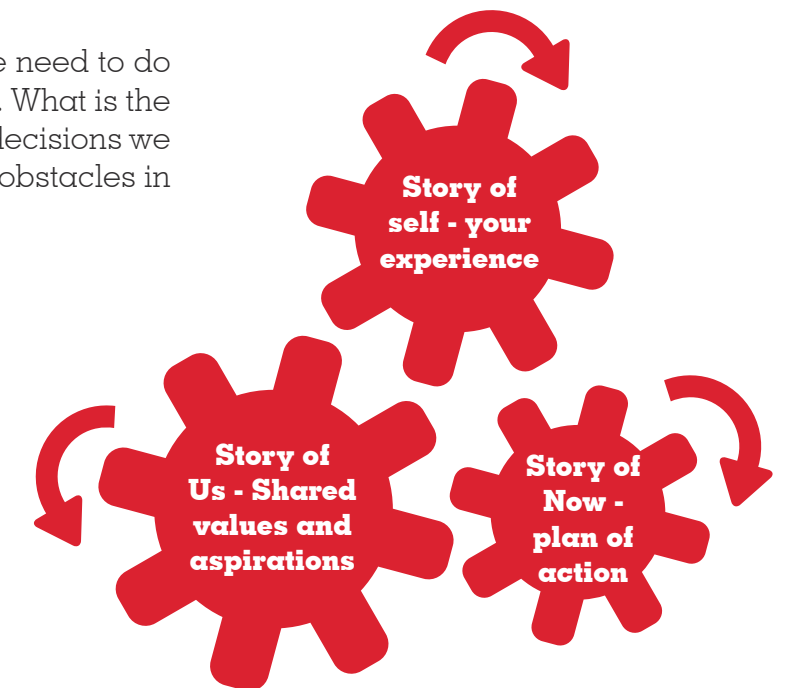 e need to do
. What is the
decisions we
obstacles in
Story of
self - your
experience
Story of
Us - Shared
values and
aspirations
Story of
Now -
plan of
action